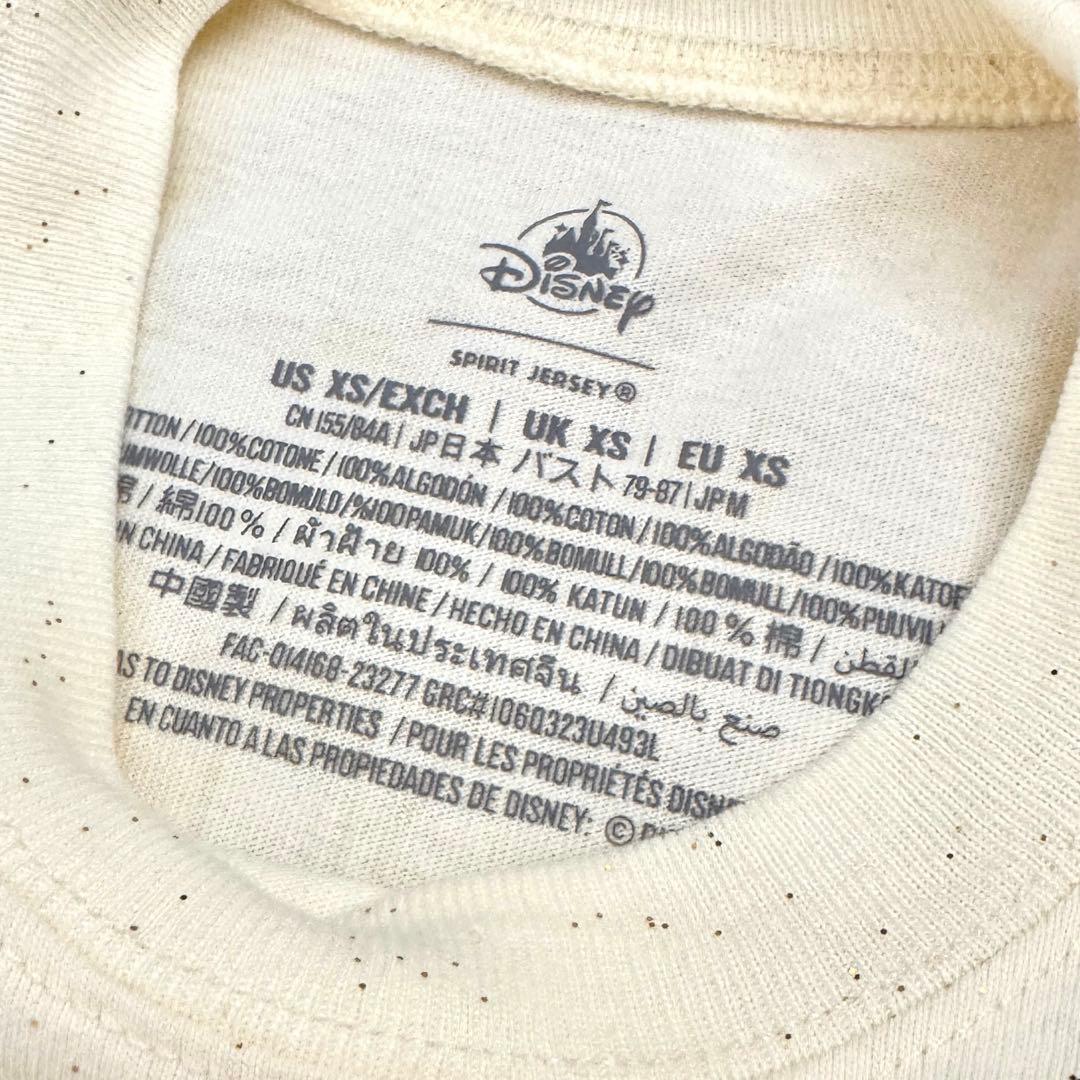 DISNEY
SPIRIT JERSEY®
US XS/EXCH | UK XS | EU XS
CN 155/84A | JP日本 バスト 79-87 | JP M
/100%COTONE/100%ALGODÓN/100%COTON/100%ALGODÃO/100%KATOE
/100%BOMULD/%100PAMUK/100%BOMULL/100%BOMULL/100%PUUVIL
/綿100%/ผ้าฝ้าย 100% / 100% KATUN / 100% 棉 / القطن
N CHINA/FABRIQUÉ EN CHINE/HECHO EN CHINA/DIBUAT DI TIONGK
中國製 /ผลิตในประเทศจีน / صنع بالصين
FAC-014168-23277 GRC#1060323U493L
AS TO DISNEY PROPERTIES /POUR LES PROPRIÉTÉS DISN
EN CUANTO A LAS PROPIEDADES DE DISNEY: ©